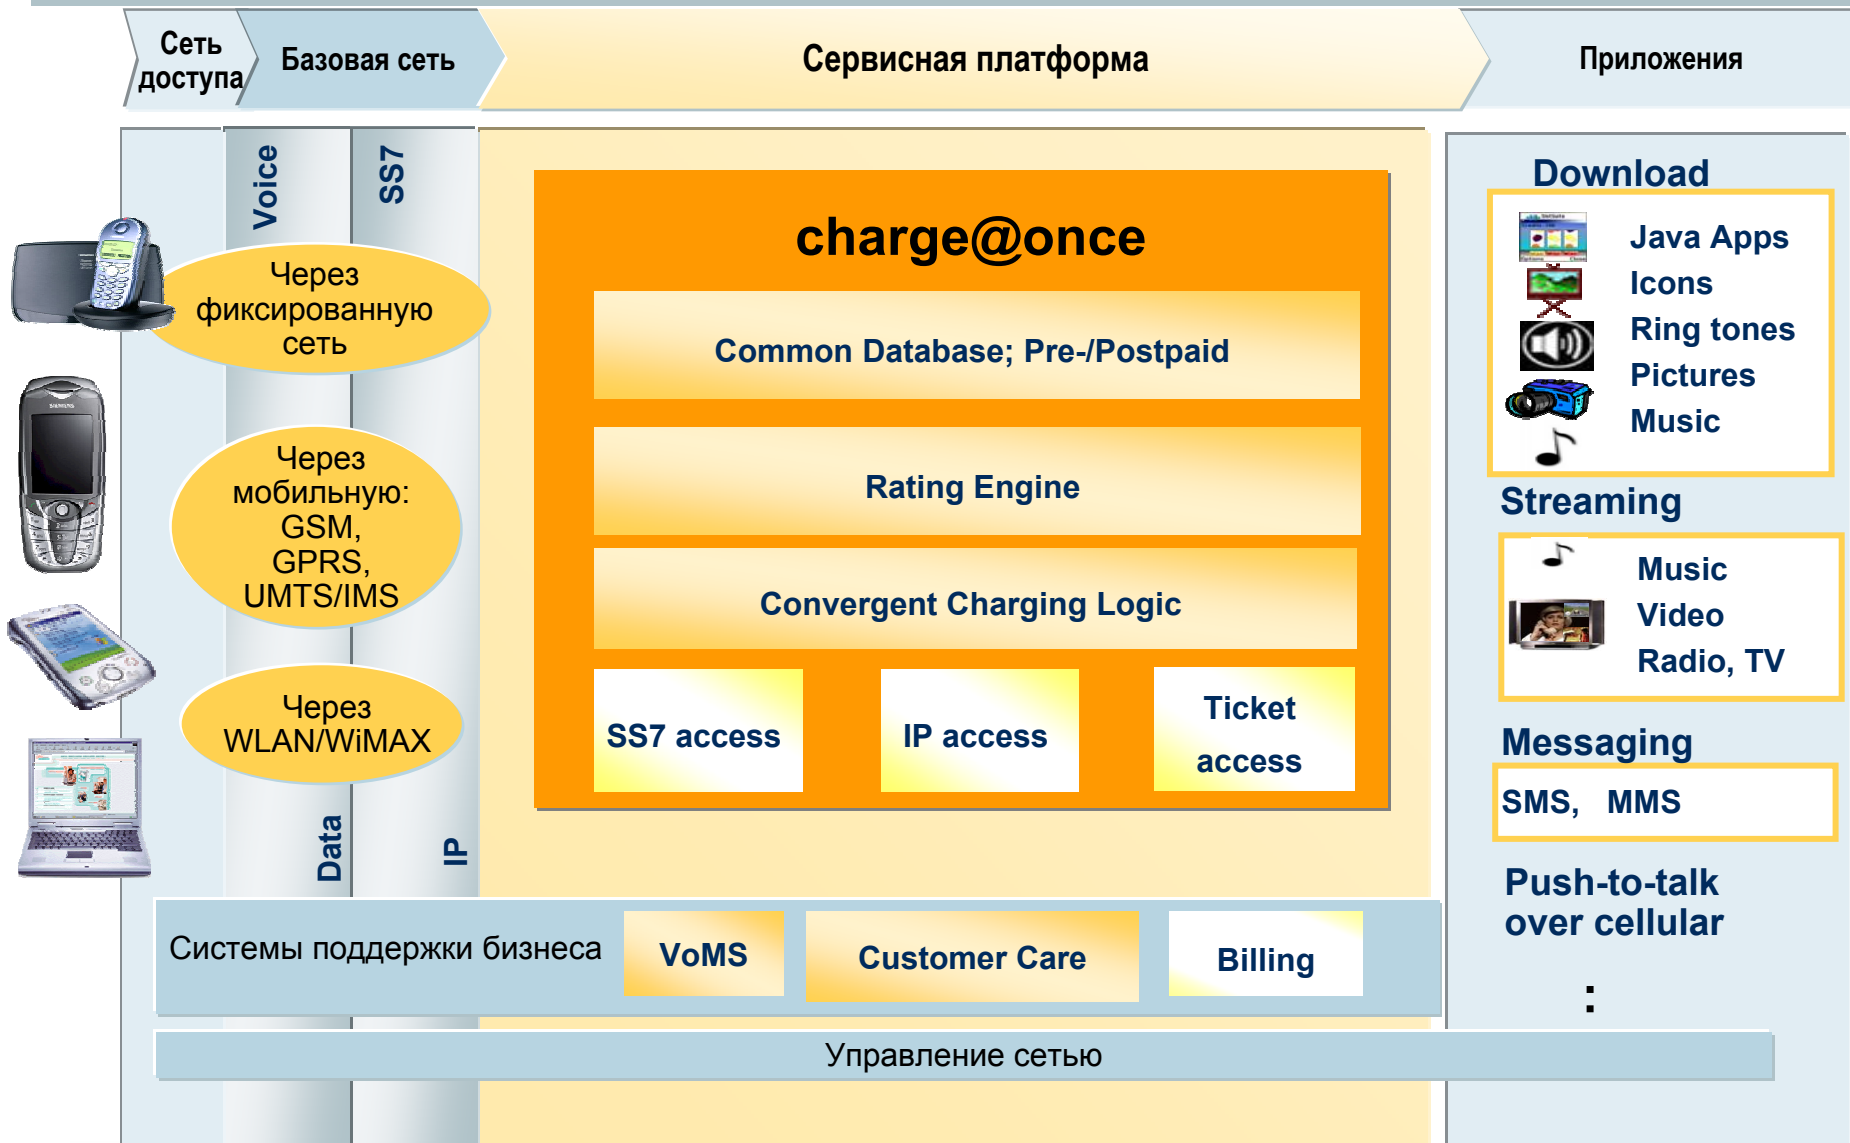 Сеть
доступа
Базовая сеть
Сервисная платформа
Приложения
Voice
SS7
Data
IP
Через
фиксированную
сеть
Через
мобильную:
GSM,
GPRS,
UMTS/IMS
Через
WLAN/WiMAX
SIEMENS
charge@once
Common Database; Pre-/Postpaid
Rating Engine
Convergent Charging Logic
SS7 access
IP access
Ticket
access
Download
Java Apps
Icons
Ring tones
Pictures
Music
Streaming
Music
Video
Radio, TV
Messaging
SMS, MMS
Push-to-talk
over cellular
:
Системы поддержки бизнеса
VoMS
Customer Care
Billing
Управление сетью